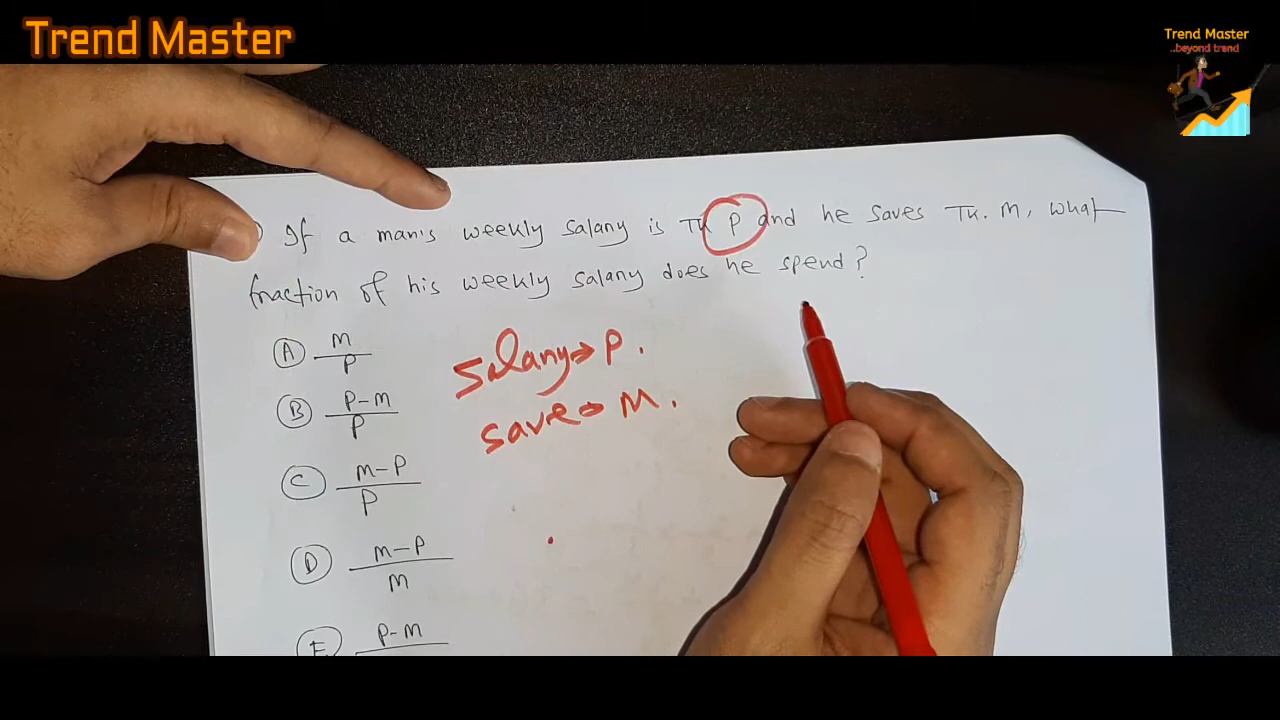 Trend Master
Trend Master
..beyond trend
If a man's weekly salary is Tk P and he saves Tk. M, what
fraction of his weekly salary does he spend?
A M/P
B P-M/P
C M-P/P
D M-P/M
E P-M
Salary → P.
save → M.